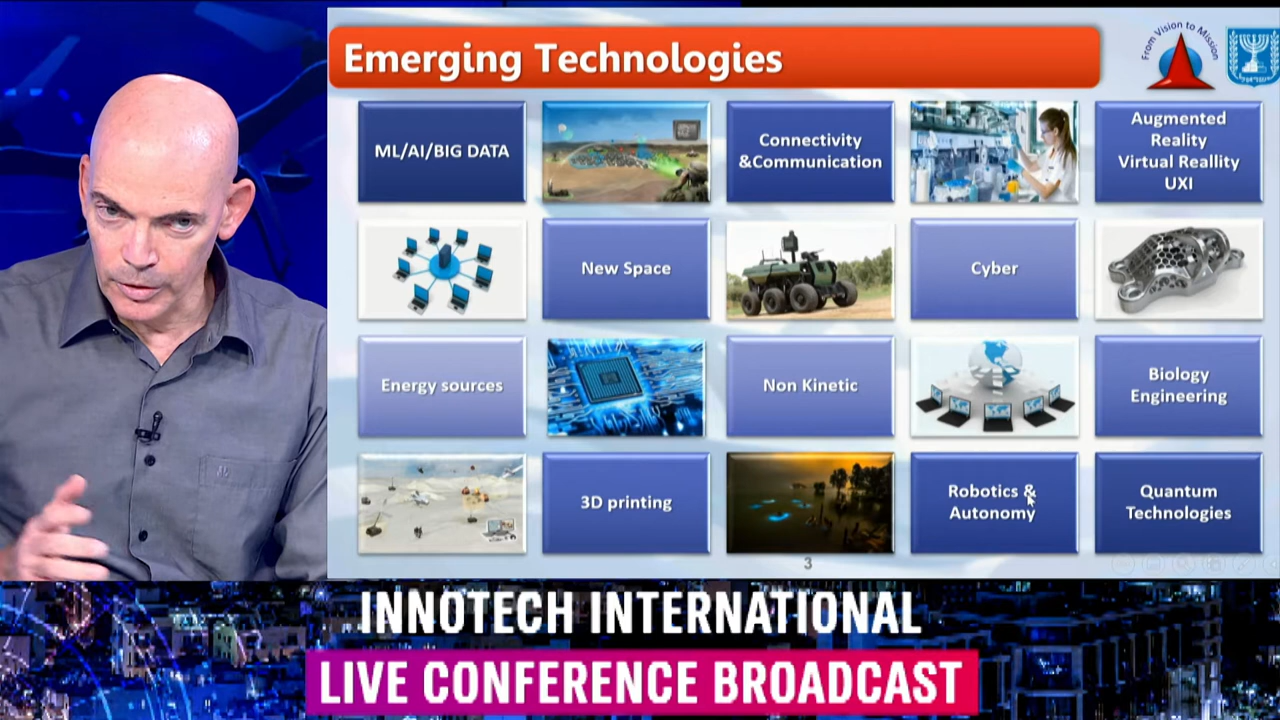 Emerging Technologies
From Vision to Mission
ML/AI/BIG DATA
Connectivity
&Communication
Augmented
Reality
Virtual Reallity
UXI
New Space
Cyber
Energy sources
Non Kinetic
Biology
Engineering
3D printing
Robotics &
Autonomy
Quantum
Technologies
3
INNOTECH INTERNATIONAL
LIVE CONFERENCE BROADCAST